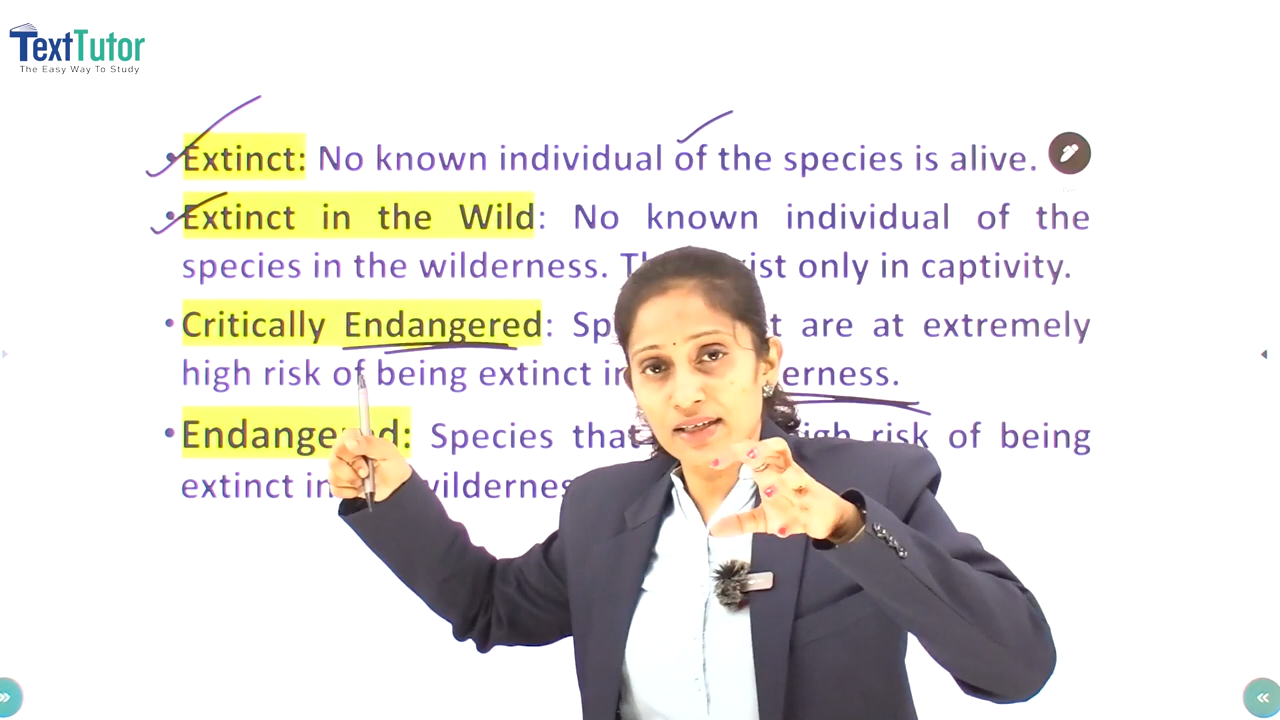 TextTutor
The Easy Way To Study
• Extinct: No known individual of the species is alive.
• Extinct in the Wild: No known individual of the
species in the wilderness. only in captivity.
• Critically Endangered: are at extremely
high risk of being extinct
• Species that risk of being
extinct